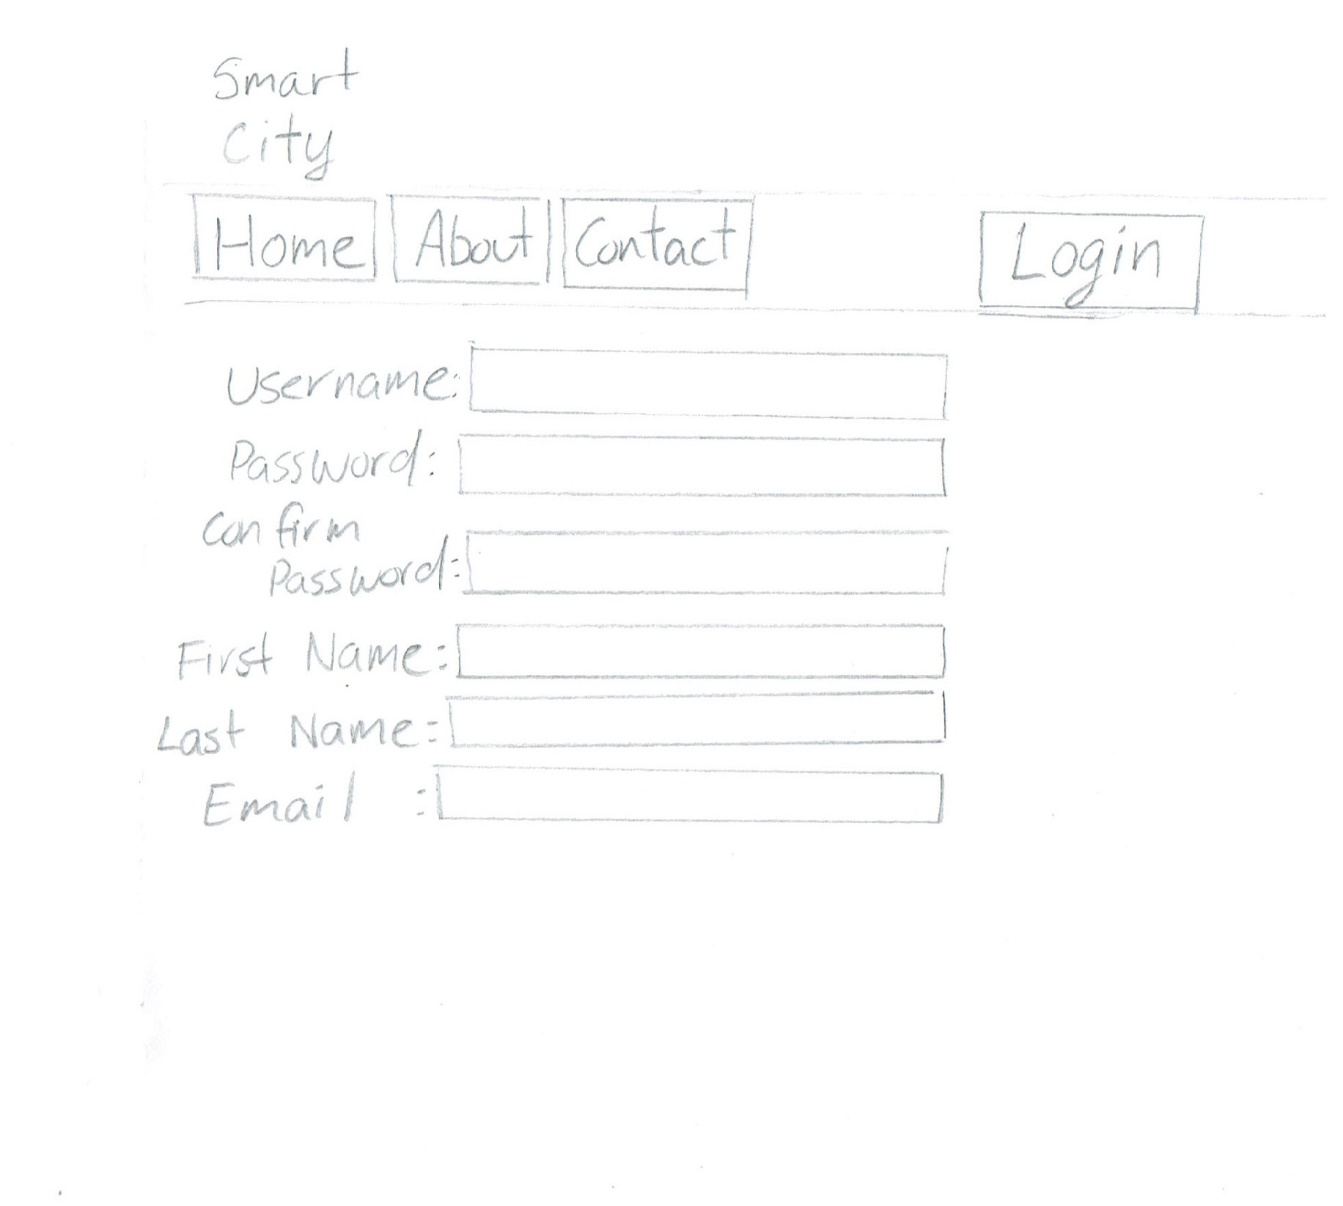 Smart
City
Home About Contact Login
Username:
Password:
Confirm
Password:
First Name:
Last Name:
Email :